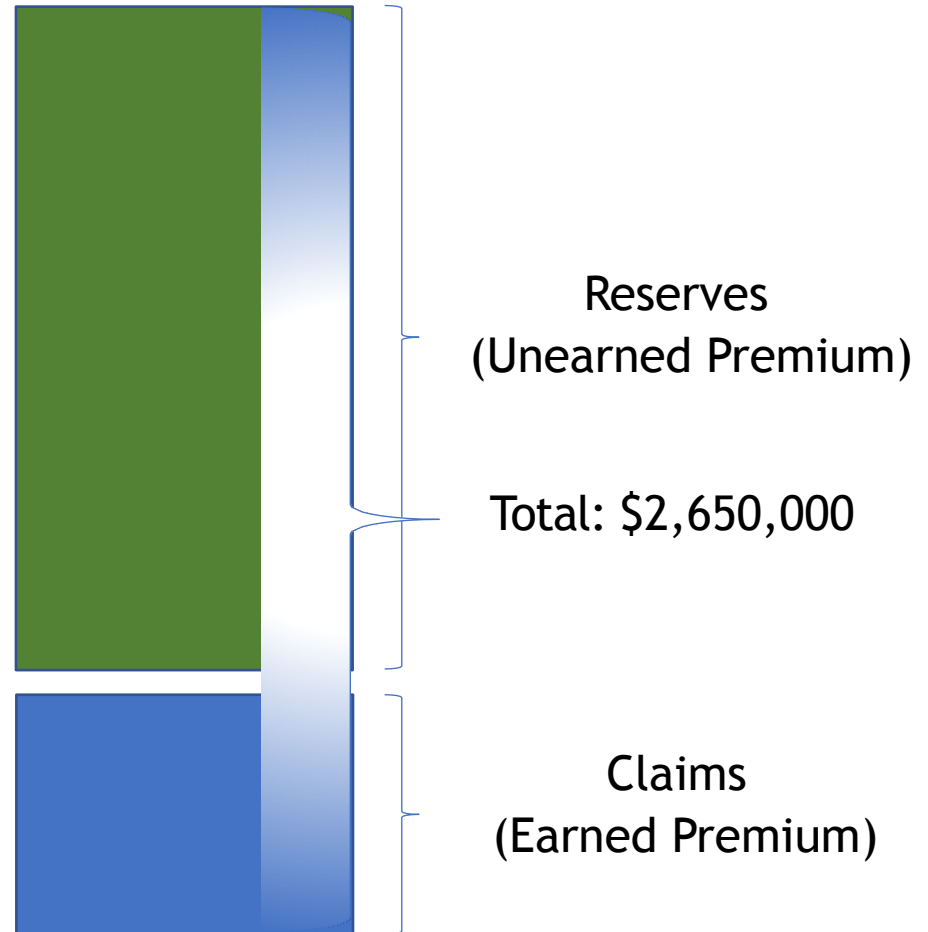 Reserves
(Unearned Premium)
Total: $2,650,000
Claims
(Earned Premium)